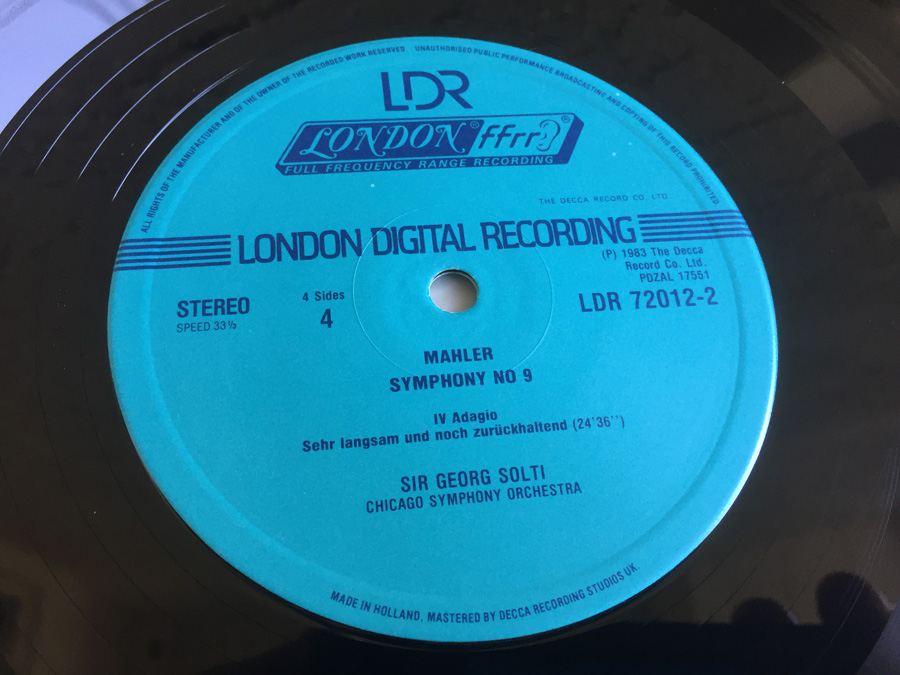 ALL RIGHTS OF THE MANUFACTURER AND OF THE OWNER OF THE RECORDED WORK RESERVED UNAUTHORISED PUBLIC PERFORMANCE BROADCASTING AND COPYING OF THIS RECORD PROHIBITED.
LDR
LONDON® ffrr®
FULL FREQUENCY RANGE RECORDING
THE DECCA RECORD CO. LTD.
LONDON DIGITAL RECORDING
(P) 1983 The Decca
Record Co. Ltd.
PDZAL 17551
STEREO
SPEED 33⅓
4 Sides
4
LDR 72012-2
MAHLER
SYMPHONY NO 9
IV Adagio
Sehr langsam und noch zurückhaltend (24'36'')
SIR GEORG SOLTI
CHICAGO SYMPHONY ORCHESTRA
MADE IN HOLLAND, MASTERED BY DECCA RECORDING STUDIOS UK.